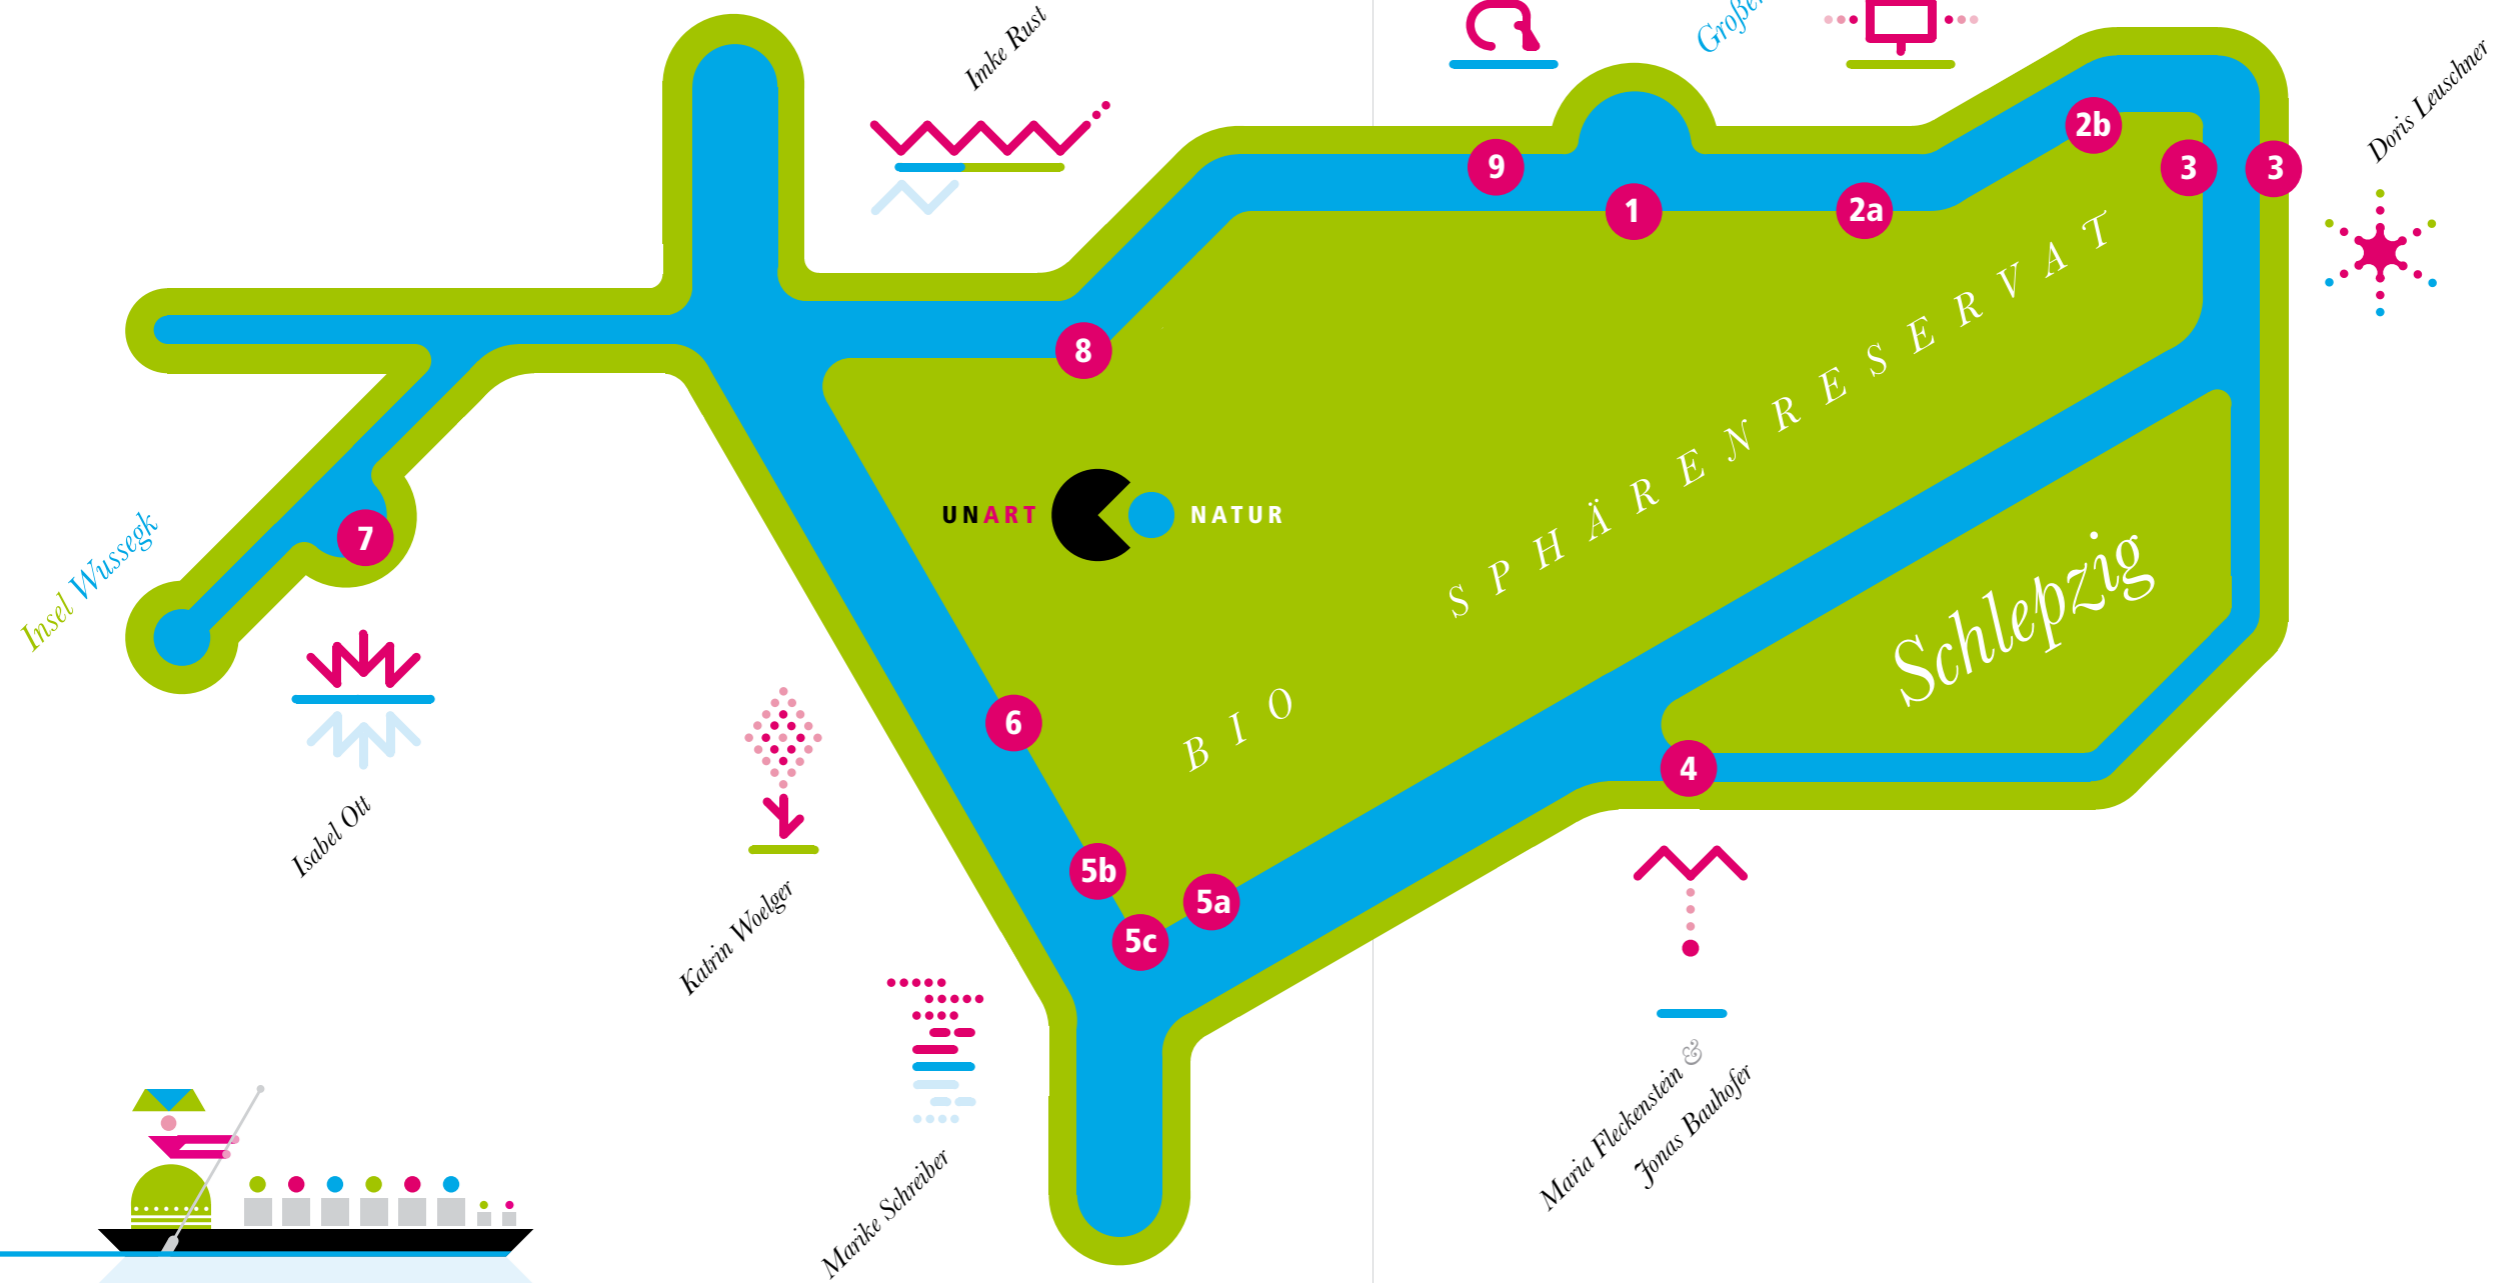 Imke Rust
Große
Doris Leuschner
2b
3
3
9
1
2a
8
UNART NATUR
BIO SPHÄRENRESERVAT
Schlepzig
Insel Wussegk
7
Isabel Ott
6
4
Katrin Woelger
5b
5a
5c
Marike Schreiber
Maria Fleckenstein &
Jonas Bauhofer